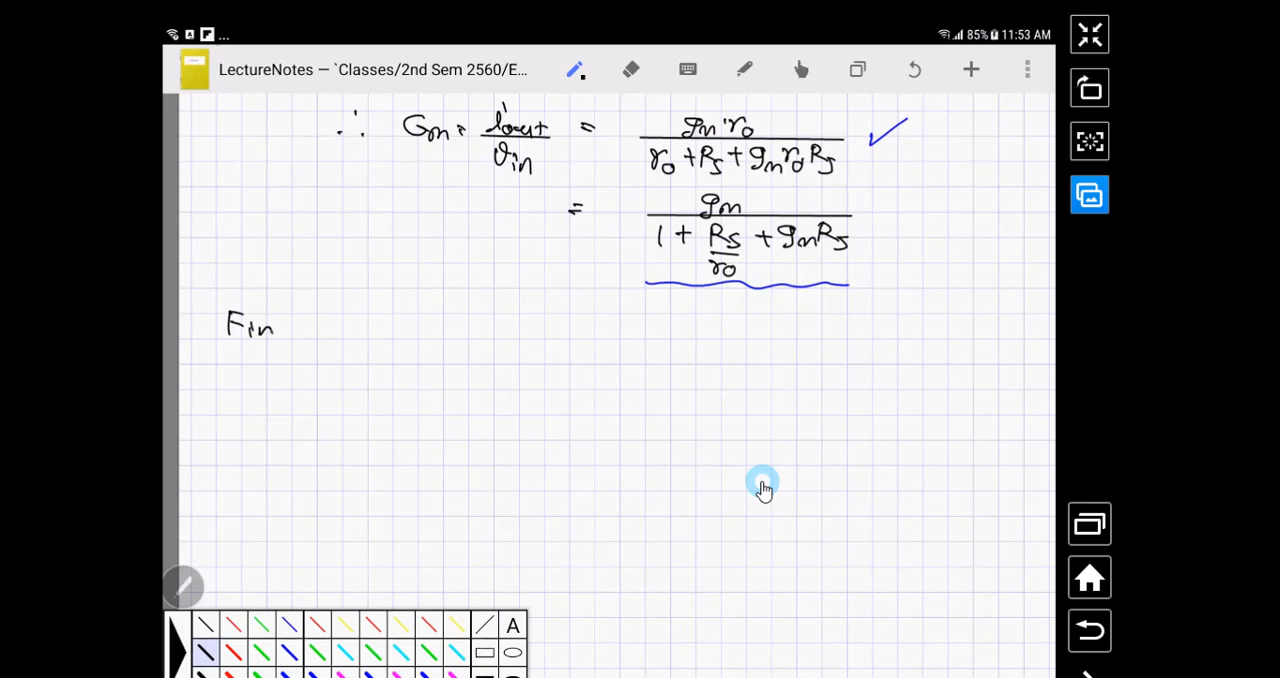 ... 85% 11:53 AM
LectureNotes — `Classes/2nd Sem 2560/E...
∴ Gm = iout / vin = gm·ro / (ro + Rs + gm ro Rs) ✓
= gm / (1 + Rs/ro + gm Rs)
Fin
A